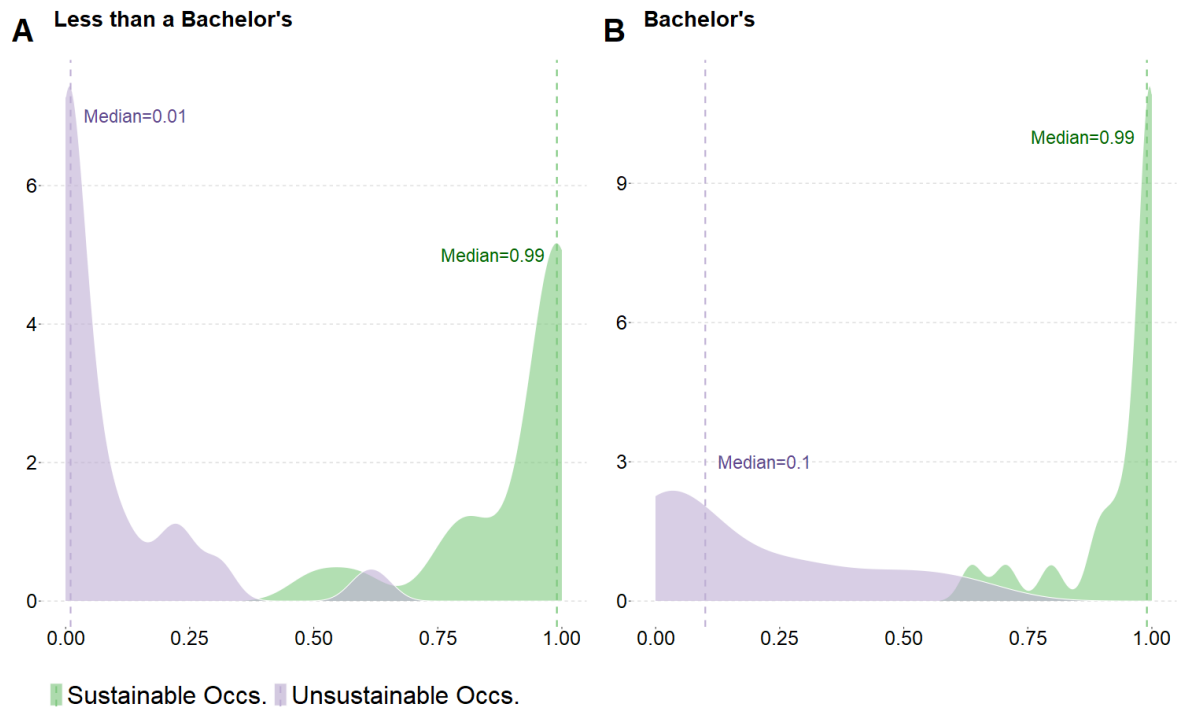 A Less than a Bachelor's
Median=0.01
Median=0.99
6
4
2
0
0.00 0.25 0.50 0.75 1.00
B Bachelor's
Median=0.99
Median=0.1
9
6
3
0
0.00 0.25 0.50 0.75 1.00
Sustainable Occs. Unsustainable Occs.